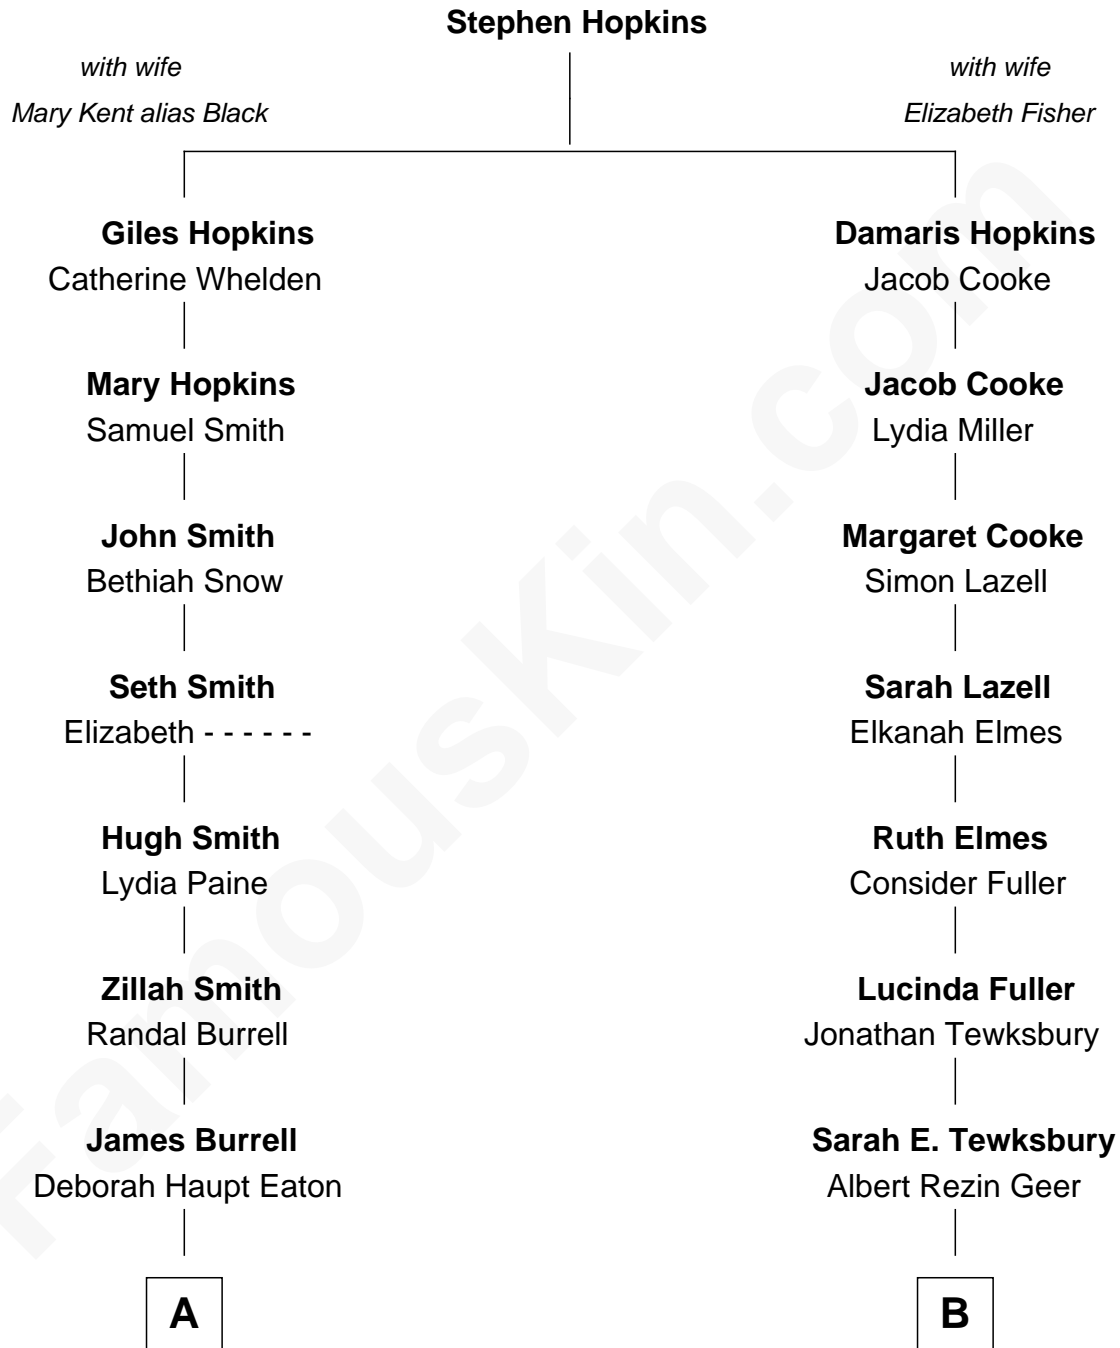 Stephen Hopkins
with wife
Mary Kent alias Black
with wife
Elizabeth Fisher
Giles Hopkins
Catherine Whelden
Damaris Hopkins
Jacob Cooke
Mary Hopkins
Samuel Smith
Jacob Cooke
Lydia Miller
John Smith
Bethiah Snow
Margaret Cooke
Simon Lazell
Seth Smith
Elizabeth - - - - - -
Sarah Lazell
Elkanah Elmes
Hugh Smith
Lydia Paine
Ruth Elmes
Consider Fuller
Zillah Smith
Randal Burrell
Lucinda Fuller
Jonathan Tewksbury
James Burrell
Deborah Haupt Eaton
Sarah E. Tewksbury
Albert Rezin Geer
A
B
FamousKin.com